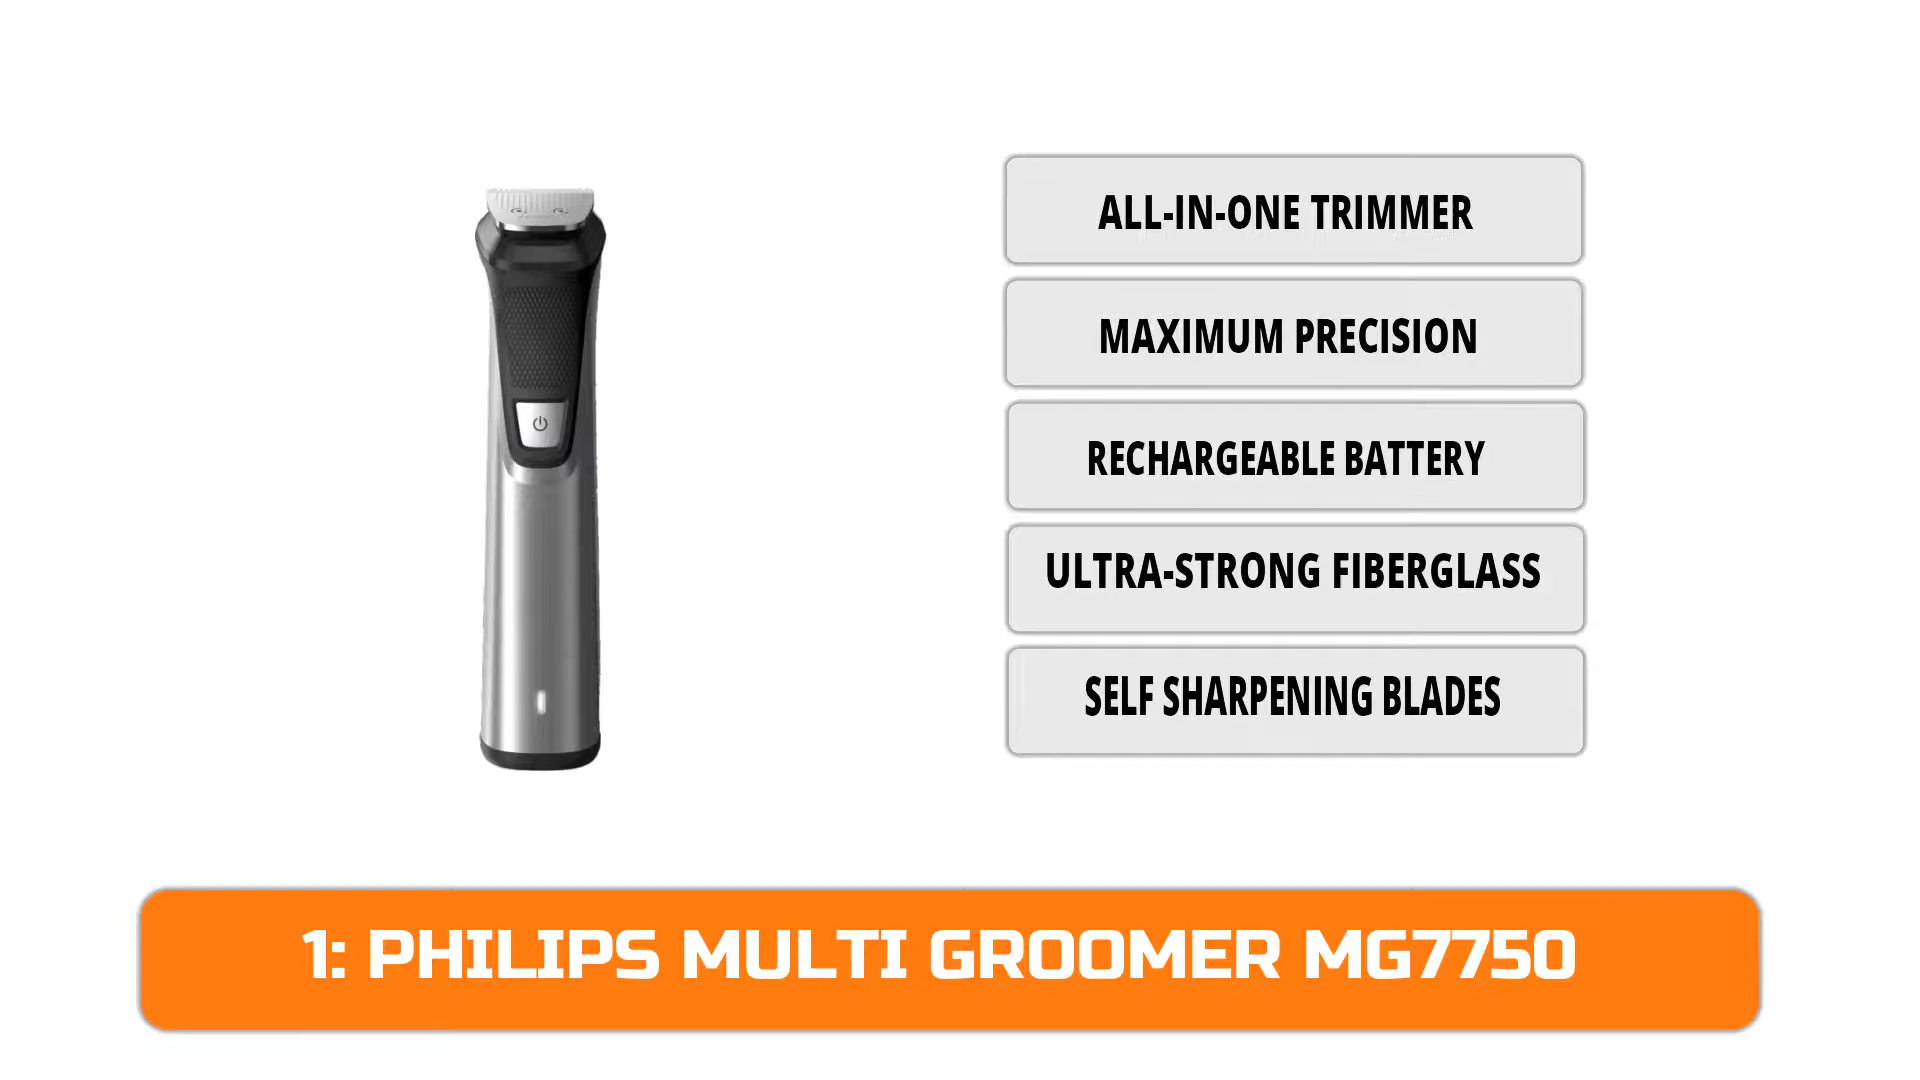 ALL-IN-ONE TRIMMER
MAXIMUM PRECISION
RECHARGEABLE BATTERY
ULTRA-STRONG FIBERGLASS
SELF SHARPENING BLADES
1: PHILIPS MULTI GROOMER MG7750